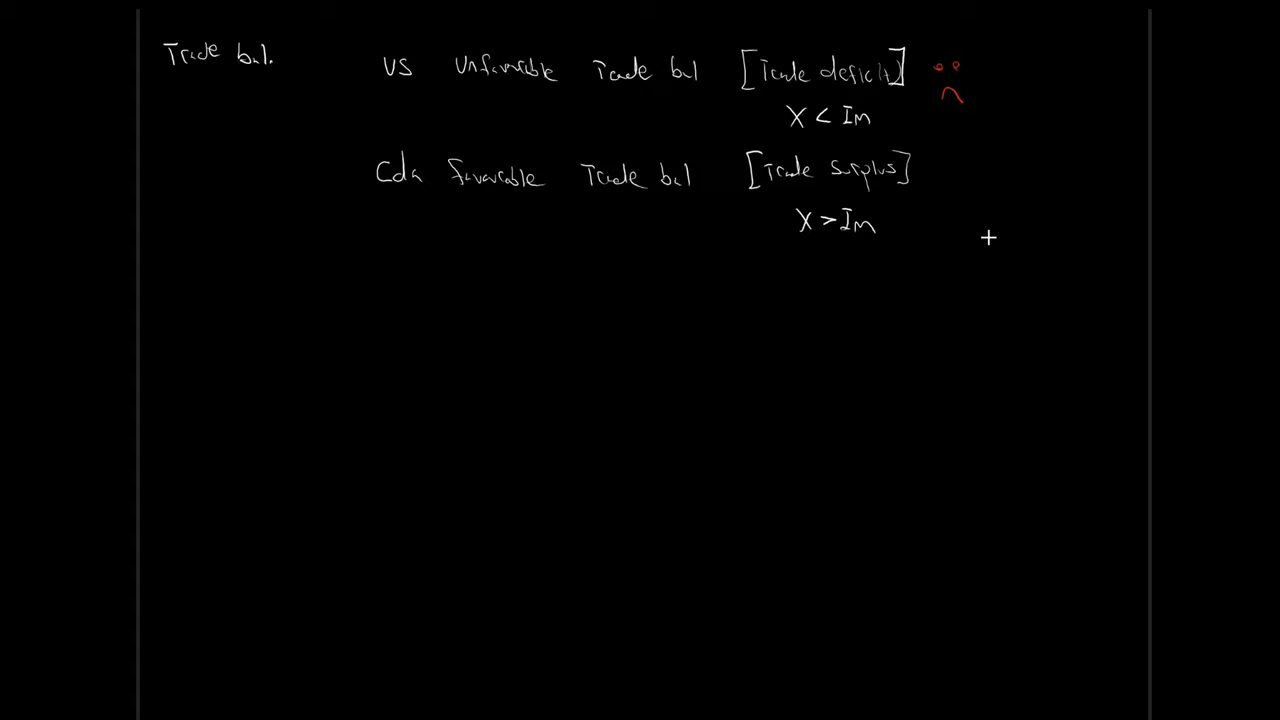 Trade bal.
US Unfavorable Trade bal [Trade deficit]
X < Im
Cda favorable Trade bal [Trade surplus]
X > Im